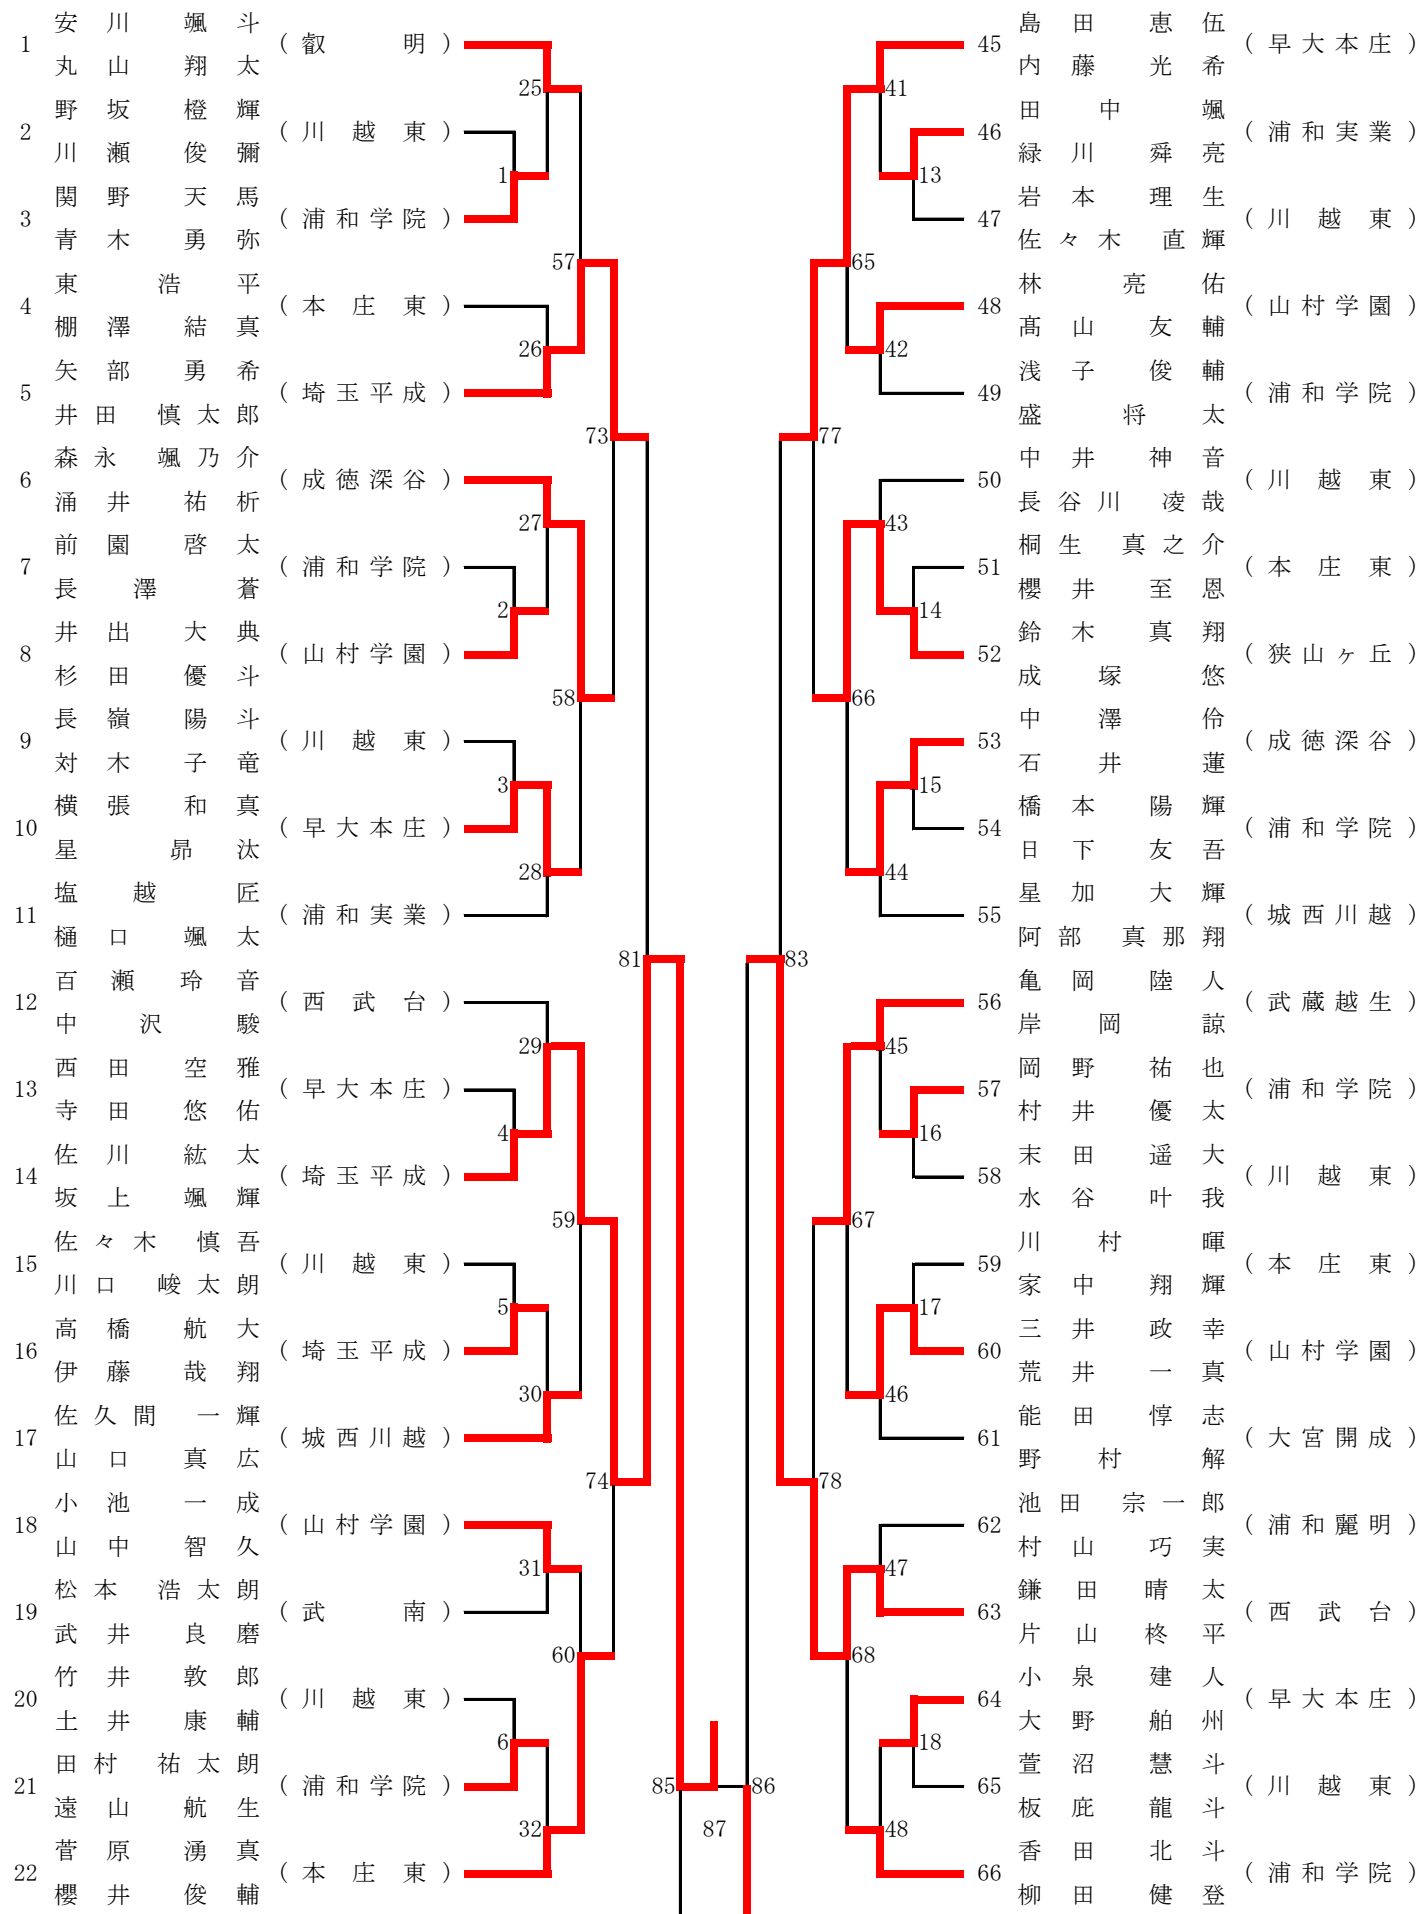 安川 颯斗
1 (叡明)
丸山 翔太
25
野坂 橙輝
2 (川越東)
川瀬 俊彌
1
関野 天馬
3 (浦和学院)
青木 勇弥
57
東 浩平
4 (本庄東)
棚澤 結真
26
矢部 勇希
5 (埼玉平成)
井田 慎太郎
73
森永 颯乃介
6 (成徳深谷)
涌井 祐析
27
前園 啓太
7 (浦和学院)
長澤 蒼
2
井出 大典
8 (山村学園)
杉田 優斗
58
長嶺 陽斗
9 (川越東)
対木 子竜
3
横張 和真
10 (早大本庄)
星 昴汰
28
塩越 匠
11 (浦和実業)
樋口 颯太
81
百瀬 玲音
12 (西武台)
中沢 駿
29
西田 空雅
13 (早大本庄)
寺田 悠佑
4
佐川 紘太
14 (埼玉平成)
坂上 颯輝
59
佐々木 慎吾
15 (川越東)
川口 峻太朗
5
高橋 航大
16 (埼玉平成)
伊藤 哉翔
30
佐久間 一輝
17 (城西川越)
山口 真広
74
小池 一成
18 (山村学園)
山中 智久
31
松本 浩太朗
19 (武南)
武井 良磨
60
竹井 敦郎
20 (川越東)
土井 康輔
6
田村 祐太朗
21 (浦和学院)
遠山 航生
32
菅原 湧真
22 (本庄東)
櫻井 俊輔
85
87
86
島田 恵伍
45 (早大本庄)
内藤 光希
41
田中 颯
46 (浦和実業)
緑川 舜亮
13
岩本 理生
47 (川越東)
佐々木 直輝
65
林 亮佑
48 (山村学園)
髙山 友輔
42
浅子 俊輔
49 (浦和学院)
盛 将太
77
中井 神音
50 (川越東)
長谷川 凌哉
43
桐生 真之介
51 (本庄東)
櫻井 至恩
14
鈴木 真翔
52 (狭山ヶ丘)
成塚 悠
66
中澤 伶
53 (成徳深谷)
石井 蓮
15
橋本 陽輝
54 (浦和学院)
日下 友吾
44
星加 大輝
55 (城西川越)
阿部 真那翔
83
亀岡 陸人
56 (武蔵越生)
岸岡 諒
45
岡野 祐也
57 (浦和学院)
村井 優太
16
末田 遥大
58 (川越東)
水谷 叶我
67
川村 暉
59 (本庄東)
家中 翔輝
17
三井 政幸
60 (山村学園)
荒井 一真
46
能田 惇志
61 (大宮開成)
野村 解
78
池田 宗一郎
62 (浦和麗明)
村山 巧実
47
鎌田 晴太
63 (西武台)
片山 柊平
68
小泉 建人
64 (早大本庄)
大野 舶州
18
萱沼 慧斗
65 (川越東)
板庇 龍斗
48
香田 北斗
66 (浦和学院)
柳田 健登